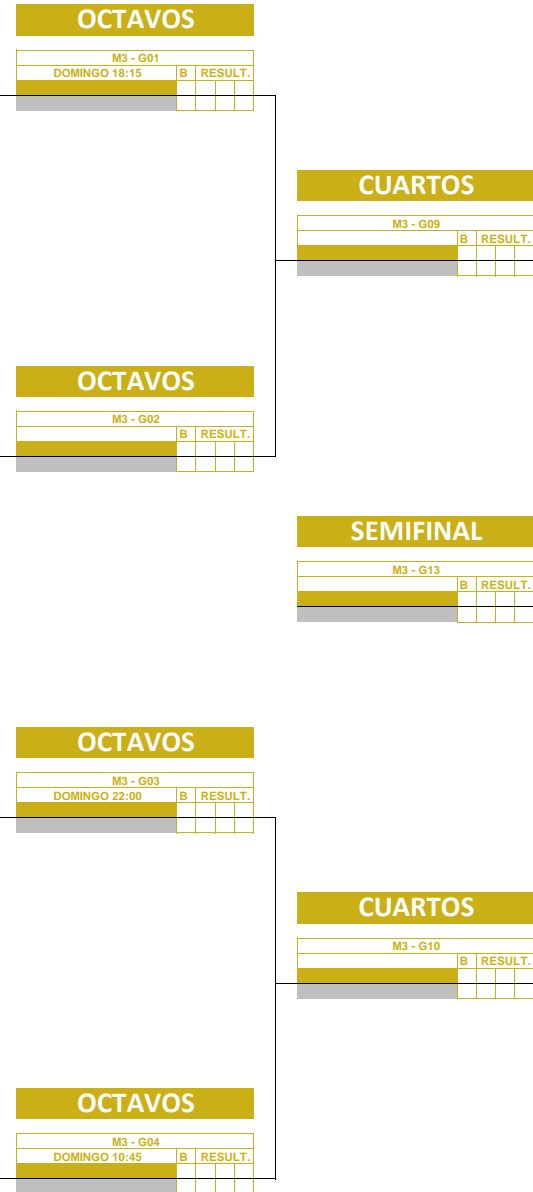 OCTAVOS
M3 - G01
DOMINGO 18:15 B RESULT.
CUARTOS
M3 - G09
B RESULT.
OCTAVOS
M3 - G02
B RESULT.
SEMIFINAL
M3 - G13
B RESULT.
OCTAVOS
M3 - G03
DOMINGO 22:00 B RESULT.
CUARTOS
M3 - G10
B RESULT.
OCTAVOS
M3 - G04
DOMINGO 10:45 B RESULT.